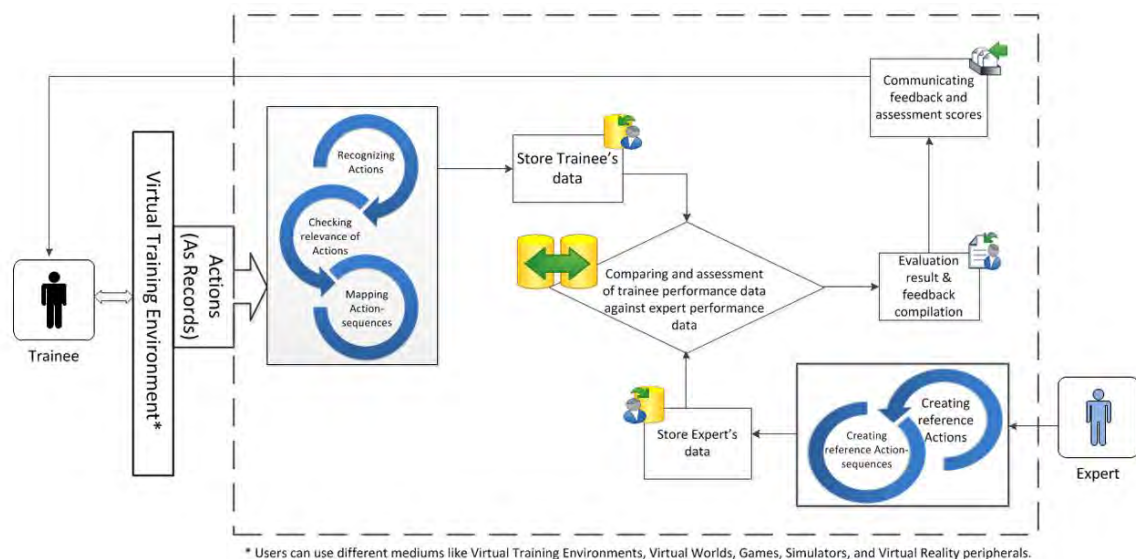 Trainee
Virtual Training Environment*
Actions
(As Records)
Recognizing
Actions
Checking
relevance of
Actions
Mapping
Action-
sequences
Store Trainee's
data
Comparing and assessment
of trainee performance data
against expert performance
data
Communicating
feedback and
assessment scores
Evaluation
result &
feedback
compilation
Store Expert's
data
Creating
reference Action-
sequences
Creating
reference
Actions
Expert
* Users can use different mediums like Virtual Training Environments, Virtual Worlds, Games, Simulators, and Virtual Reality peripherals.